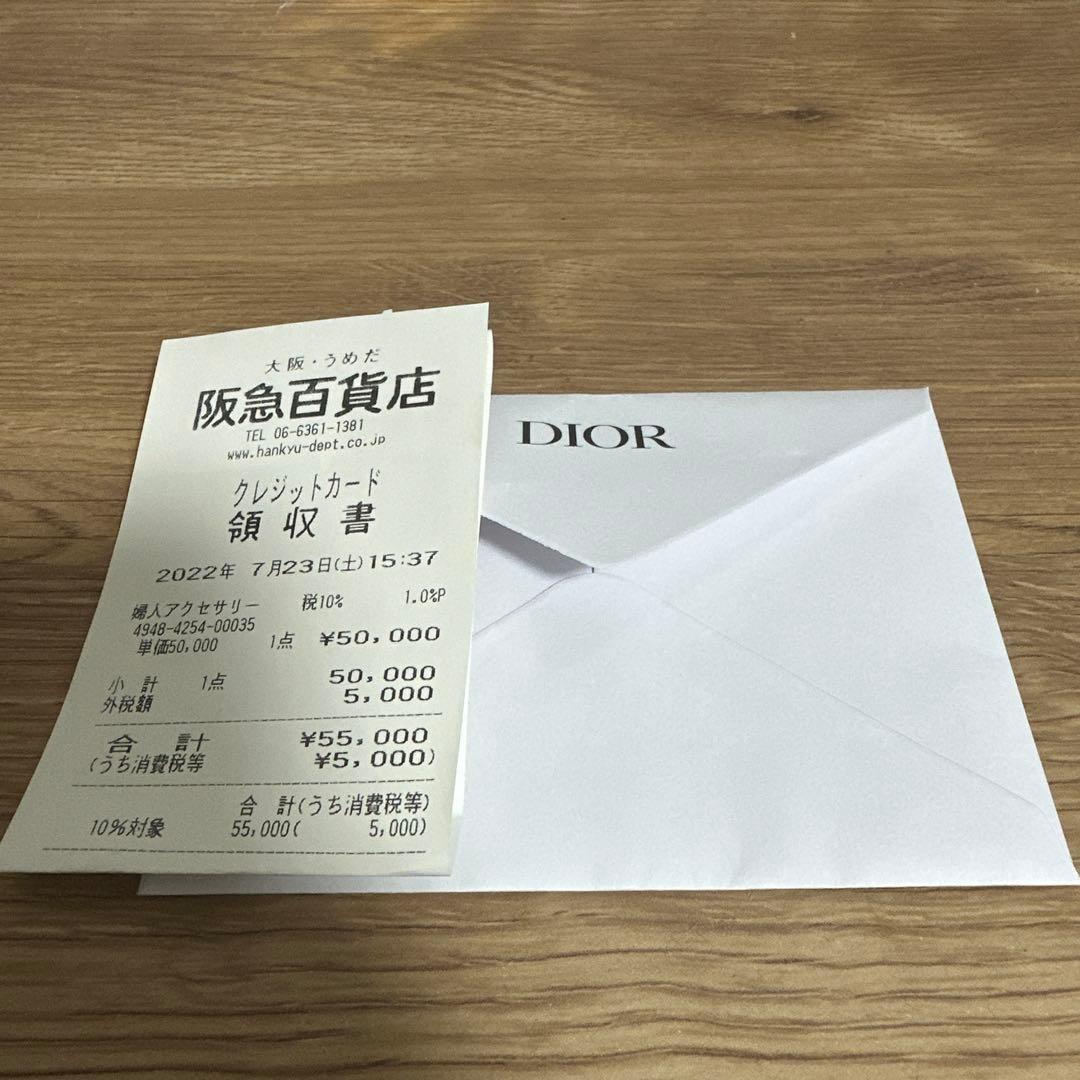 大阪・うめだ
阪急百貨店
TEL 06-6361-1381
www.hankyu-dept.co.jp
クレジットカード
領収書
2022年 7月23日(土)15:37
婦人アクセサリー 税10% 1.0%P
4948-4254-00035
単価50,000 1点 ¥50,000
小計 1点 50,000
外税額 5,000
合計 ¥55,000
(うち消費税等 ¥5,000)
合計(うち消費税等)
10%対象 55,000( 5,000)
DIOR